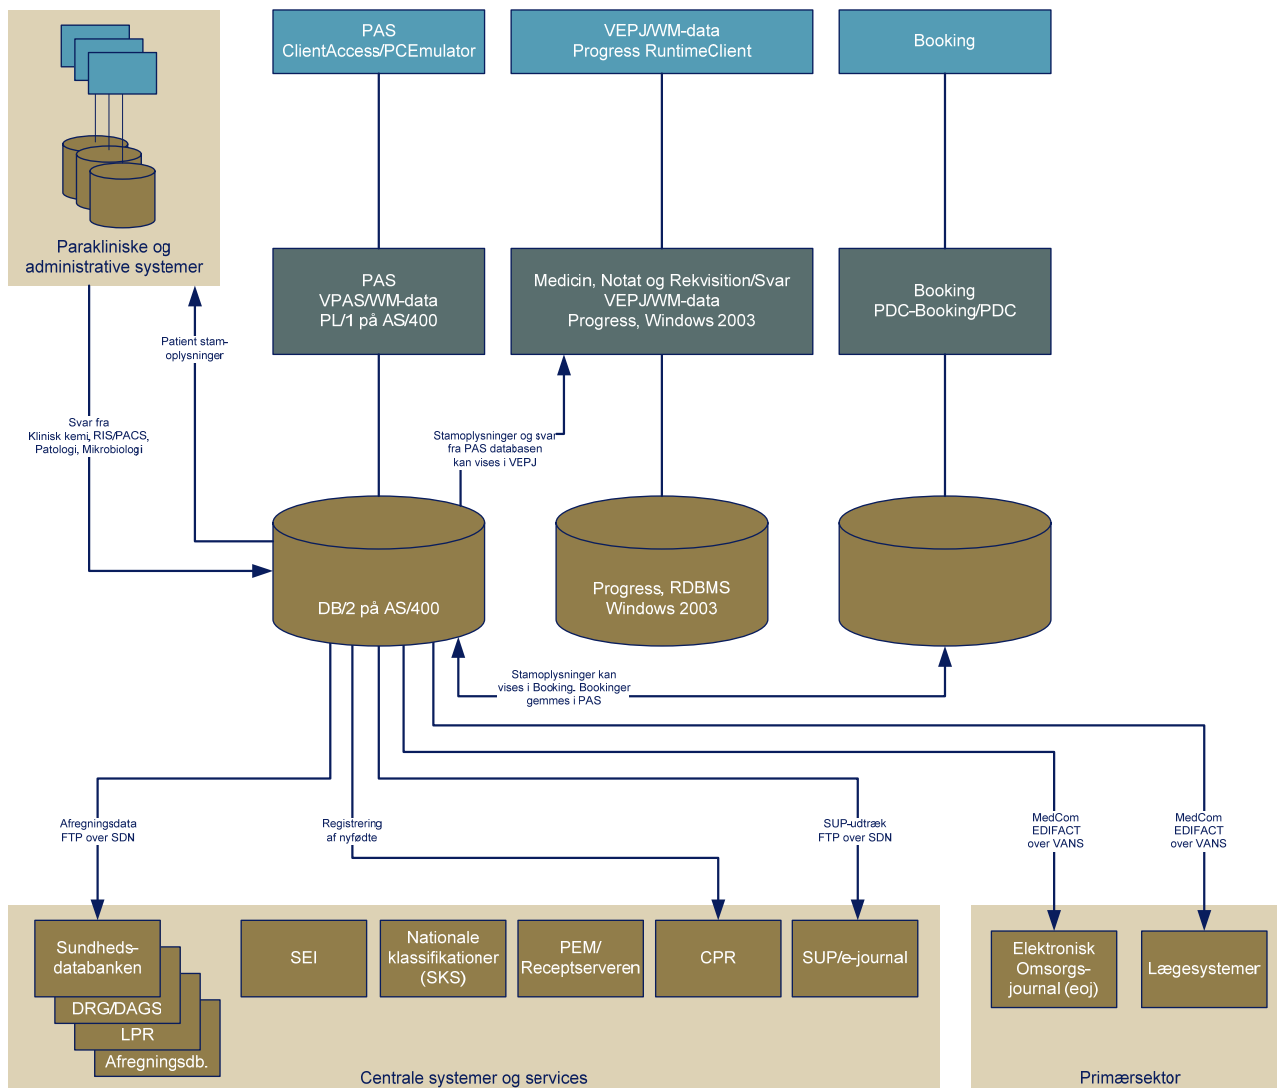 PAS
ClientAccess/PCEmulator
VEPJ/WM-data
Progress RuntimeClient
Booking
Parakliniske og
administrative systemer
PAS
VPAS/WM-data
PL/1 på AS/400
Medicin, Notat og Rekvisition/Svar
VEPJ/WM-data
Progress, Windows 2003
Booking
PDC-Booking/PDC
Patient stam-
oplysninger
Svar fra
Klinisk kemi, RIS/PACS,
Patologi, Mikrobiologi
Stamoplysninger og svar
fra PAS databasen
kan vises i VEPJ
DB/2 på AS/400
Progress, RDBMS
Windows 2003
Stamoplysninger kan
vises i Booking. Bookinger
gemmes i PAS
Afregningsdata
FTP over SDN
Registrering
af nyfødte
SUP-udtræk
FTP over SDN
MedCom
EDIFACT
over VANS
MedCom
EDIFACT
over VANS
Sundheds-
databanken
DRG/DAGS
LPR
Afregningsdb.
SEI
Nationale
klassifikationer
(SKS)
PEM/
Receptserveren
CPR
SUP/e-journal
Elektronisk
Omsorgs-
journal (eoj)
Lægesystemer
Centrale systemer og services
Primærsektor